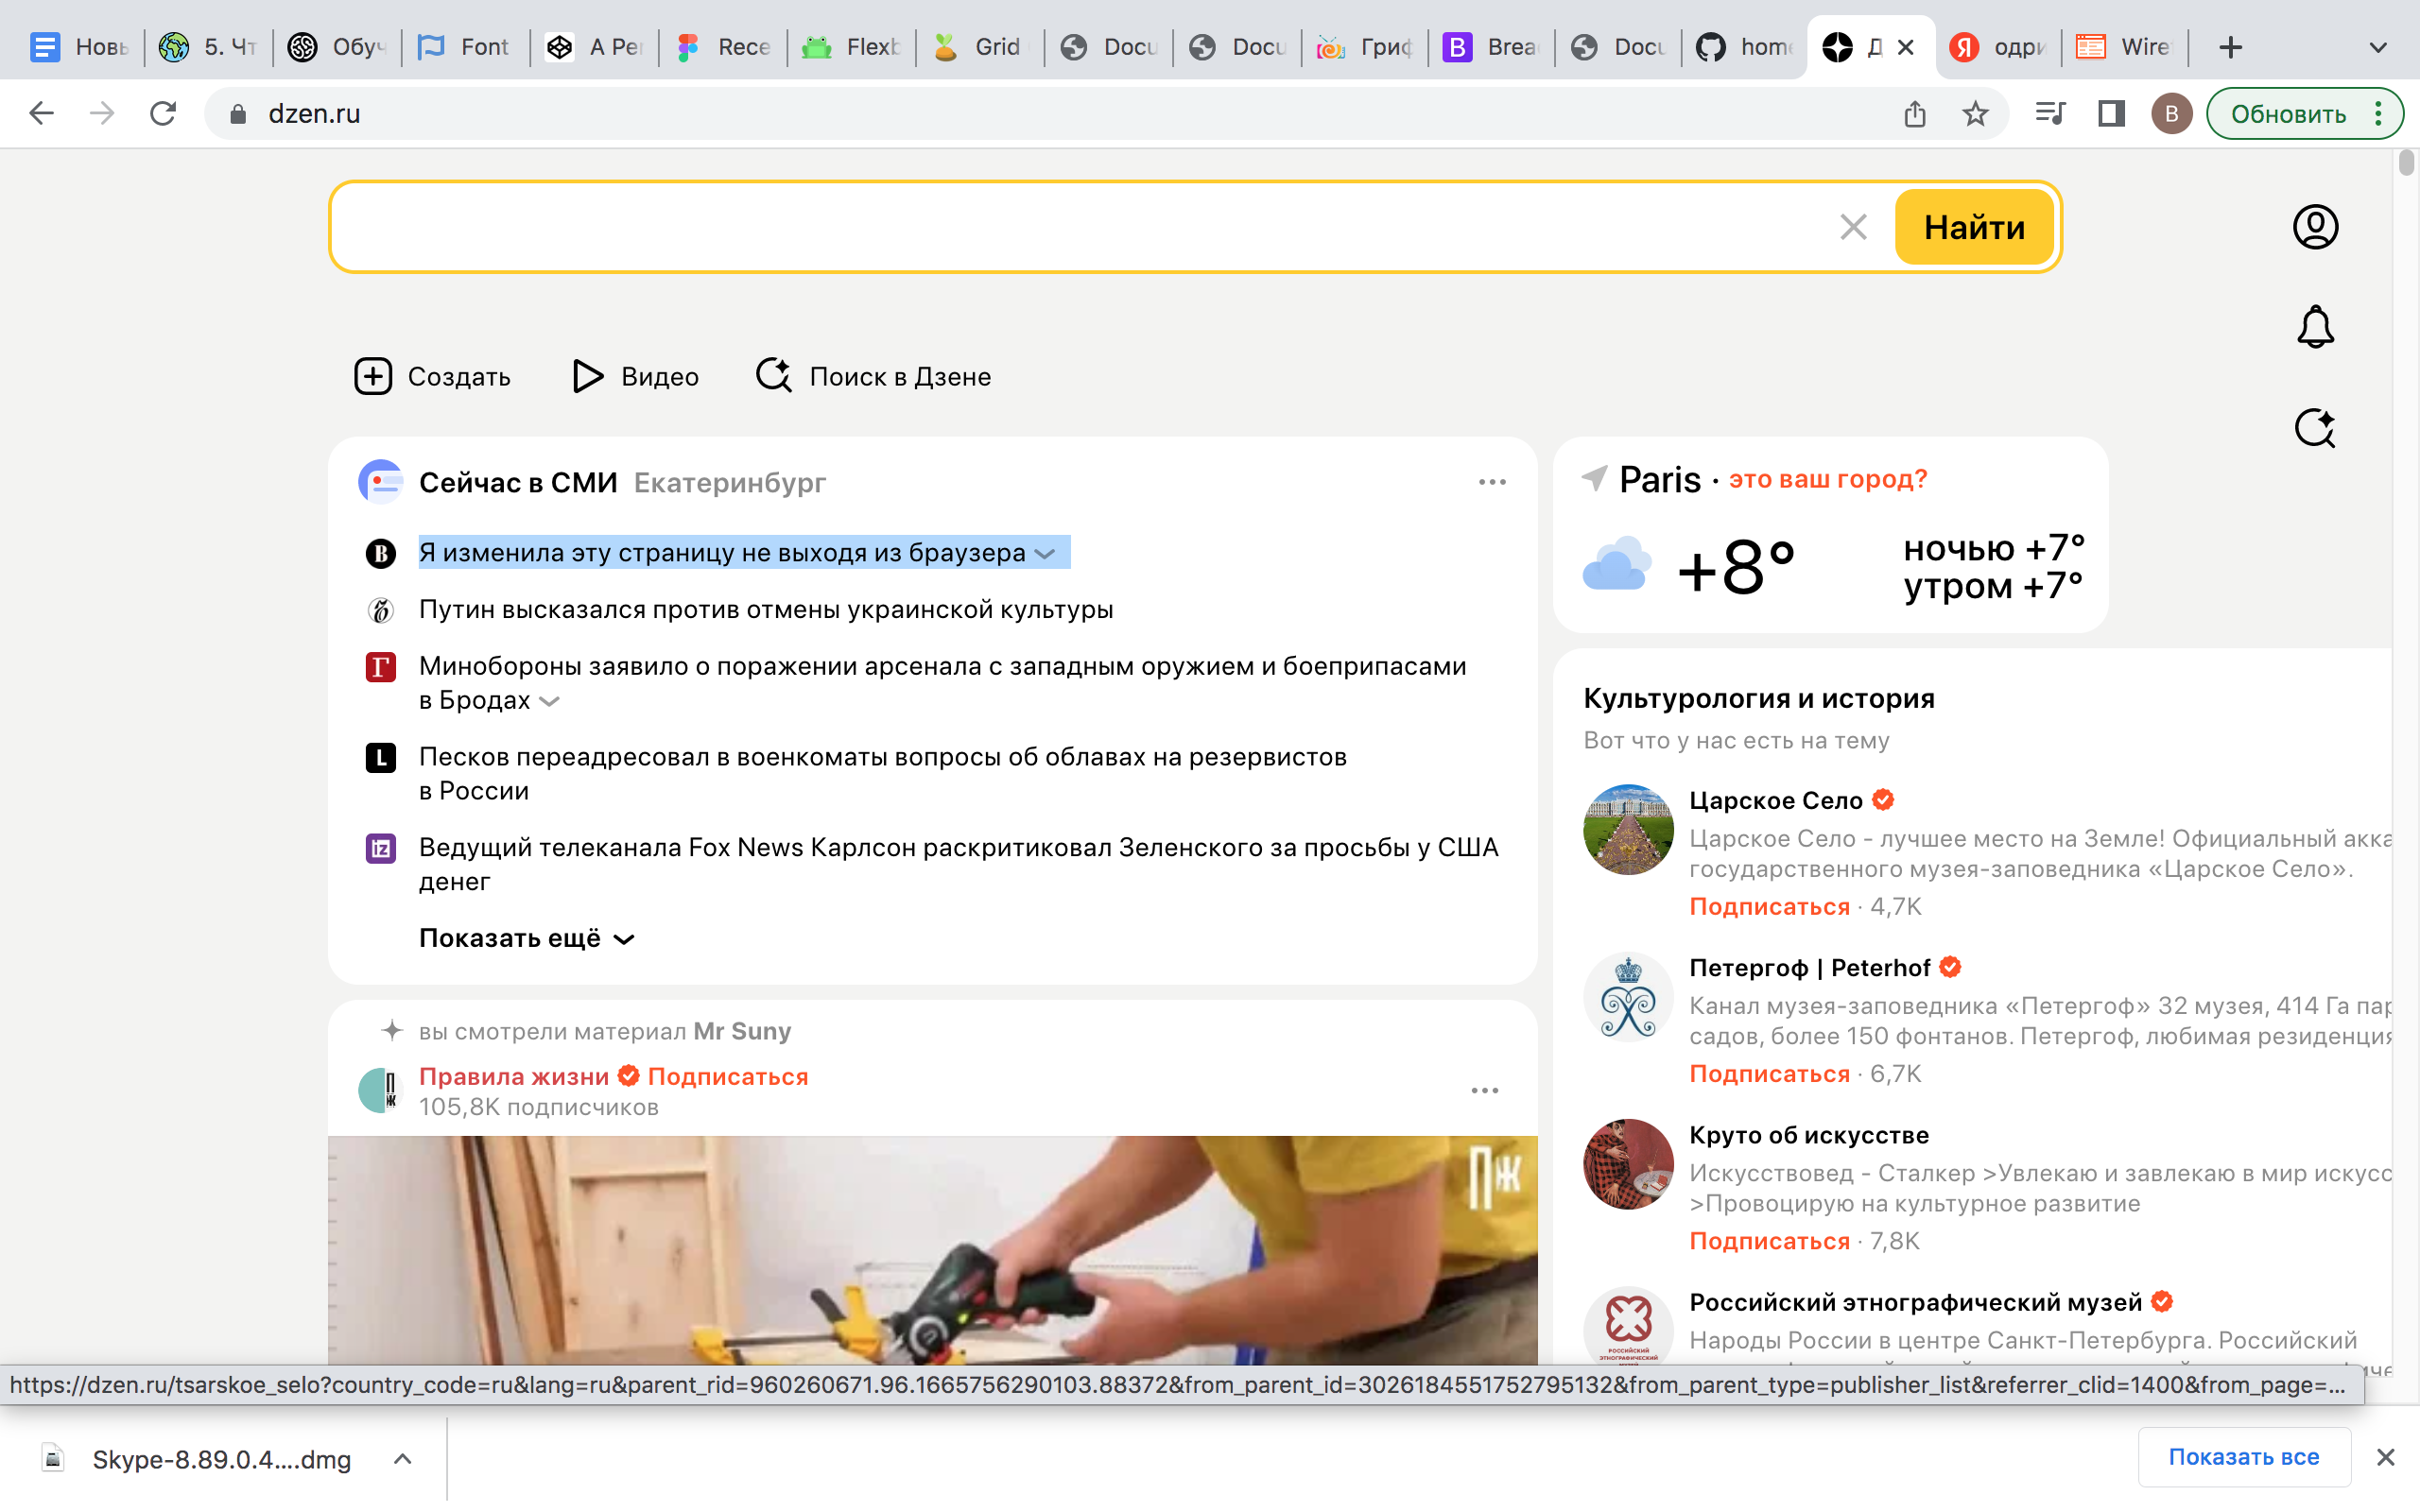 Новь
5. Чт
Обуч
Font
A Per
Rece
Flexb
Grid
Docu
Docu
Гриф
B
Brea
Docu
home
Д
Я
одри
Wire
dzen.ru
B
Обновить
Найти
Создать
Видео
Поиск в Дзене
Сейчас в СМИ Екатеринбург
Я изменила эту страницу не выходя из браузера
Путин высказался против отмены украинской культуры
Минобороны заявило о поражении арсенала с западным оружием и боеприпасами
в Бродах
Песков переадресовал в военкоматы вопросы об облавах на резервистов
в России
Ведущий телеканала Fox News Карлсон раскритиковал Зеленского за просьбы у США
денег
Показать ещё
вы смотрели материал Mr Suny
Правила жизни Подписаться
105,8K подписчиков
ПЖ
Paris · это ваш город?
+8°
ночью +7°
утром +7°
Культурология и история
Вот что у нас есть на тему
Царское Село
Царское Село - лучшее место на Земле! Официальный акка
государственного музея-заповедника «Царское Село».
Подписаться · 4,7K
Петергоф | Peterhof
Канал музея-заповедника «Петергоф» 32 музея, 414 Га пар
садов, более 150 фонтанов. Петергоф, любимая резиденция
Подписаться · 6,7K
Круто об искусстве
Искусствовед - Сталкер >Увлекаю и завлекаю в мир искусс
>Провоцирую на культурное развитие
Подписаться · 7,8K
Российский этнографический музей
Народы России в центре Санкт-Петербурга. Российский
РОССИЙСКИЙ
ЭТНОГРАФИЧЕСКИЙ
https://dzen.ru/tsarskoe_selo?country_code=ru&lang=ru&parent_rid=960260671.96.1665756290103.88372&from_parent_id=3026184551752795132&from_parent_type=publisher_list&referrer_clid=1400&from_page=...
Skype-8.89.0.4....dmg
Показать все